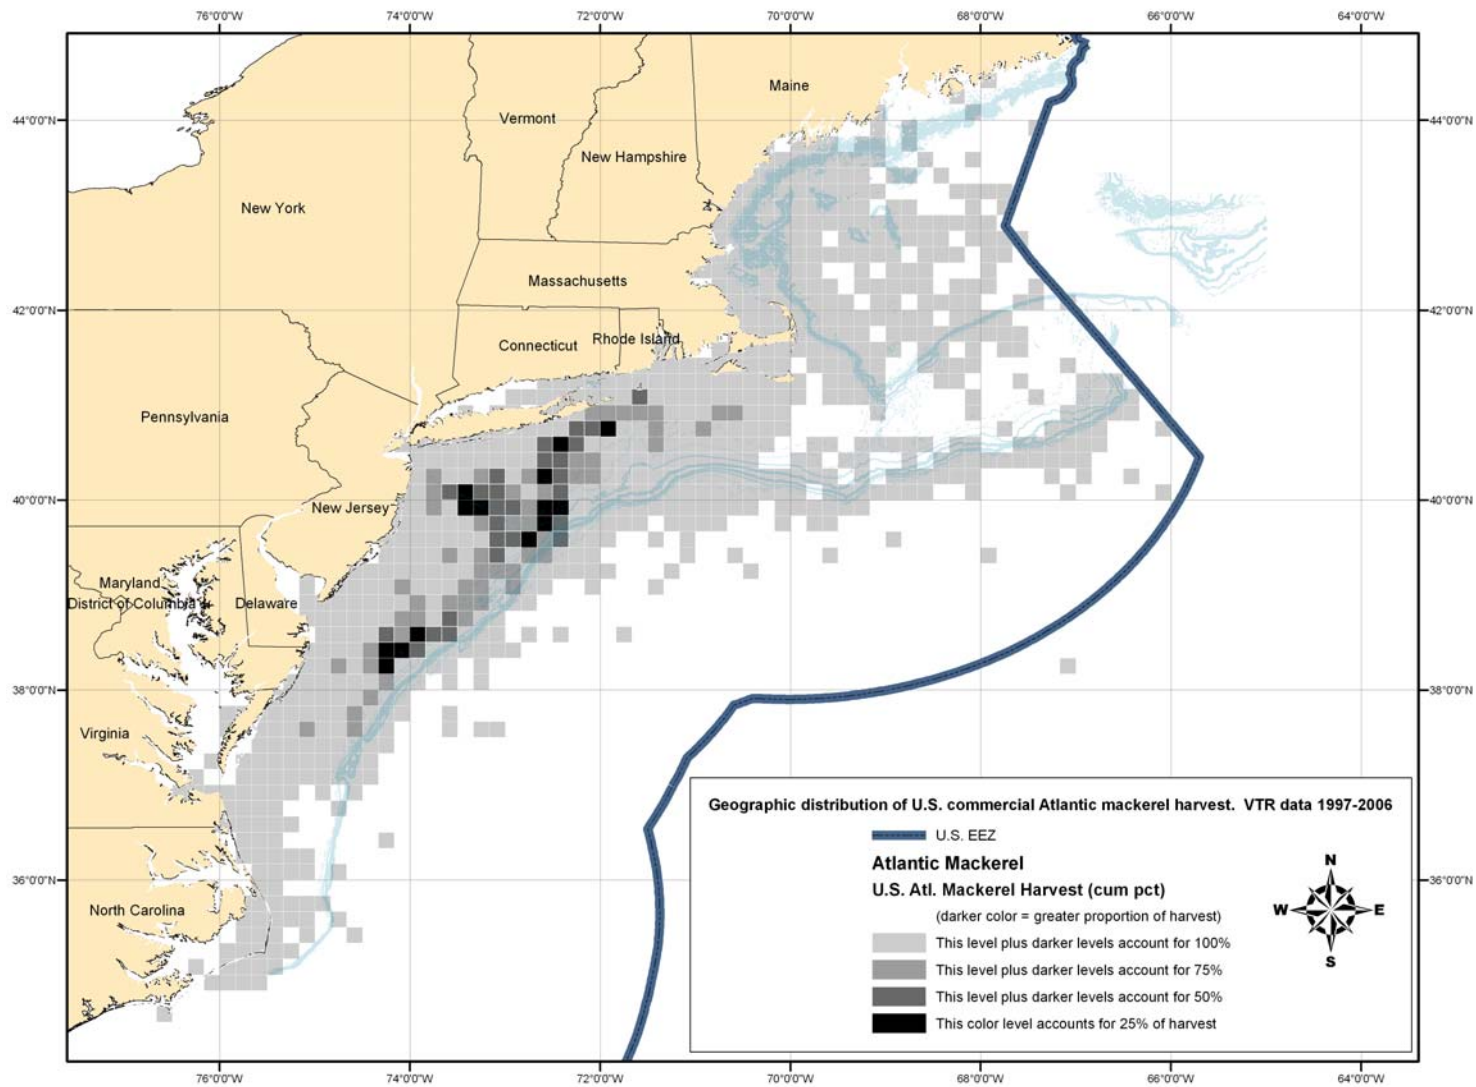 76°0'0"W 74°0'0"W 72°0'0"W 70°0'0"W 68°0'0"W 66°0'0"W 64°0'0"W
Maine
44°0'0"N 44°0'0"N
Vermont
New Hampshire
New York
Massachusetts
42°0'0"N 42°0'0"N
Connecticut Rhode Island
Pennsylvania
40°0'0"N 40°0'0"N
New Jersey
Maryland
District of Columbia Delaware
38°0'0"N 38°0'0"N
Virginia
Geographic distribution of U.S. commercial Atlantic mackerel harvest. VTR data 1997-2006
U.S. EEZ
Atlantic Mackerel
U.S. Atl. Mackerel Harvest (cum pct)
(darker color = greater proportion of harvest)
This level plus darker levels account for 100%
This level plus darker levels account for 75%
This level plus darker levels account for 50%
This color level accounts for 25% of harvest
N
W E
S
36°0'0"N 36°0'0"N
North Carolina
76°0'0"W 74°0'0"W 72°0'0"W 70°0'0"W 68°0'0"W 66°0'0"W 64°0'0"W